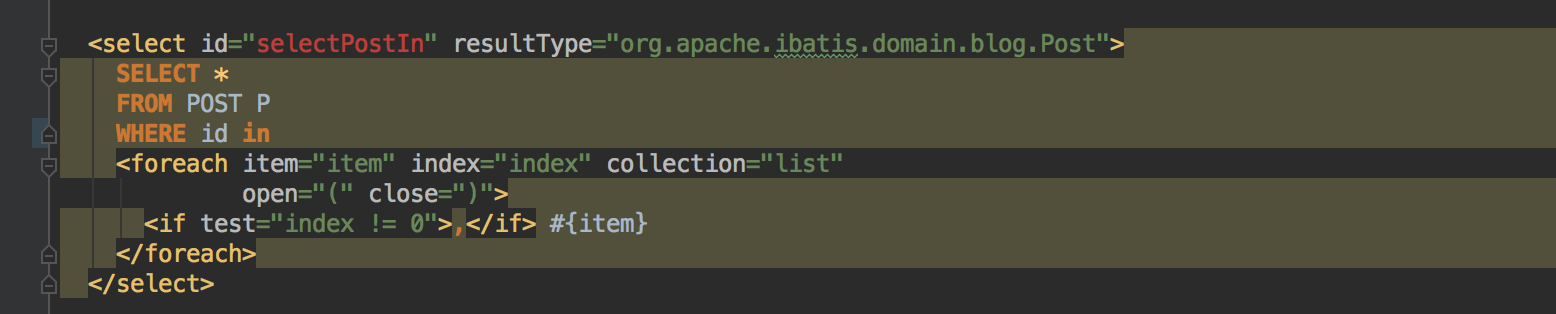 <select id="selectPostIn" resultType="org.apache.ibatis.domain.blog.Post">
SELECT *
FROM POST P
WHERE id in
<foreach item="item" index="index" collection="list"
open="(" close=")">
<if test="index != 0">,</if> #{item}
</foreach>
</select>